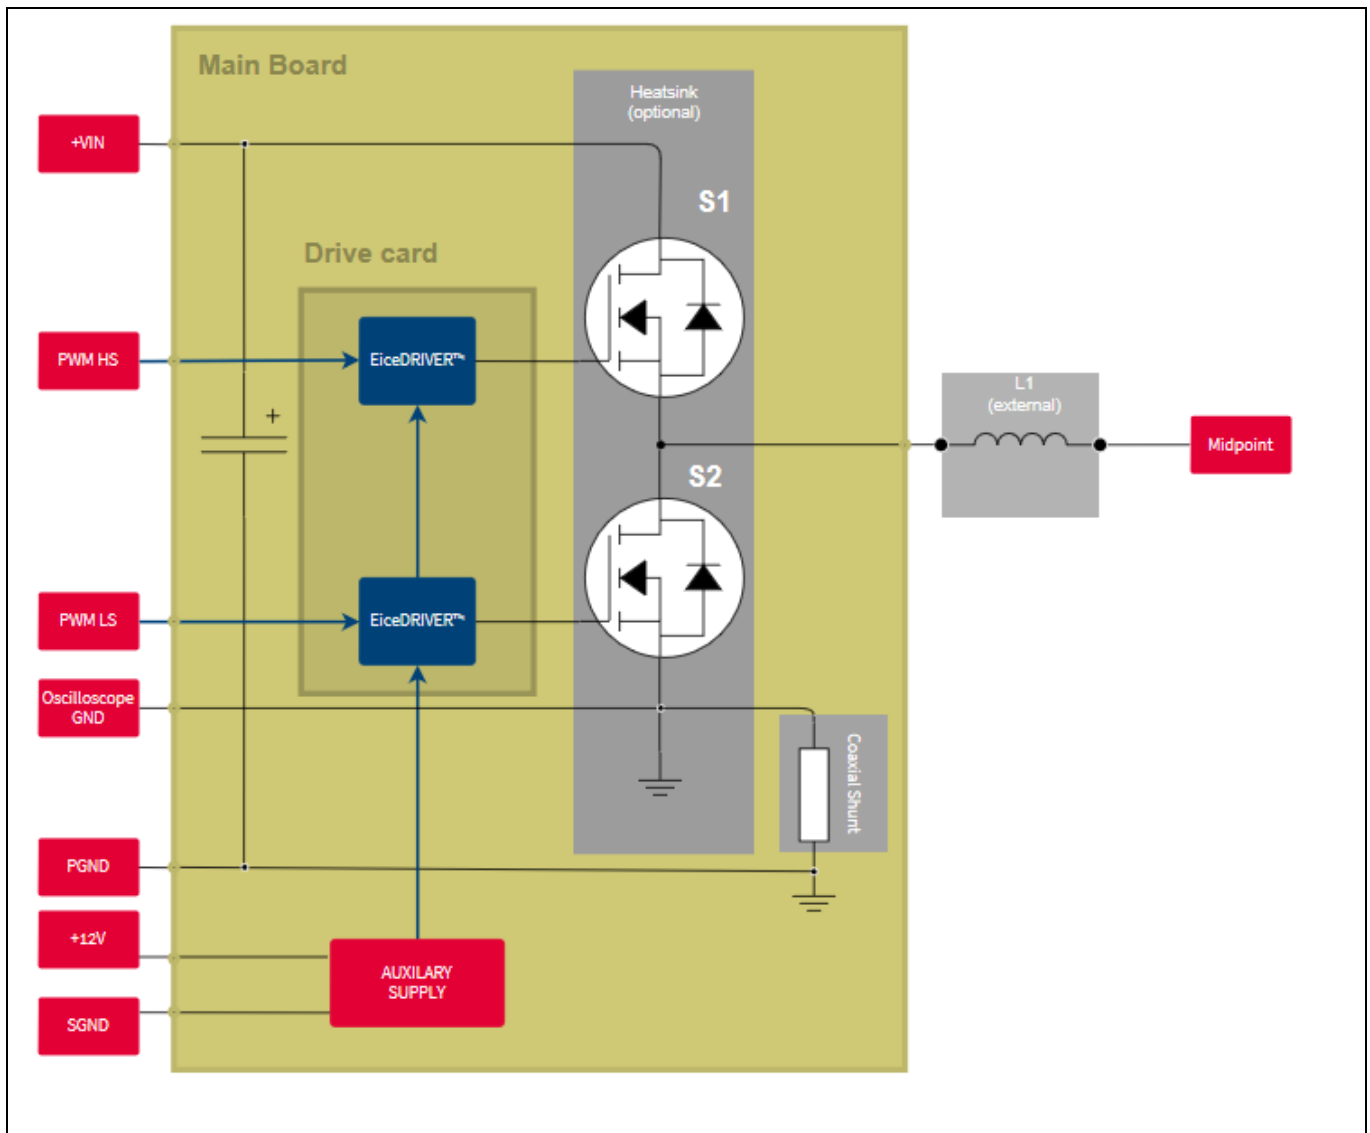 Main Board
Heatsink
(optional)
+VIN
S1
Drive card
PWM HS
EiceDRIVER™
L1
(external)
+
Midpoint
S2
PWM LS
EiceDRIVER™
Oscilloscope
GND
Coaxial Shunt
PGND
+12V
AUXILARY
SUPPLY
SGND